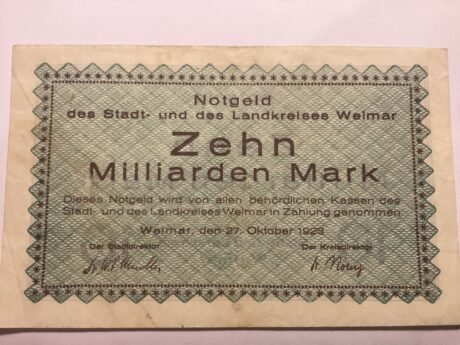 Notgeld
des Stadt- und des Landkreises Weimar
Zehn
Milliarden Mark
Dieses Notgeld wird von allen behördlichen Kassen des
Stadt- und des Landkreises Weimar in Zahlung genommen
Weimar, den 27. Oktober 1923
Der Stadtdirektor Der Kreisdirektor